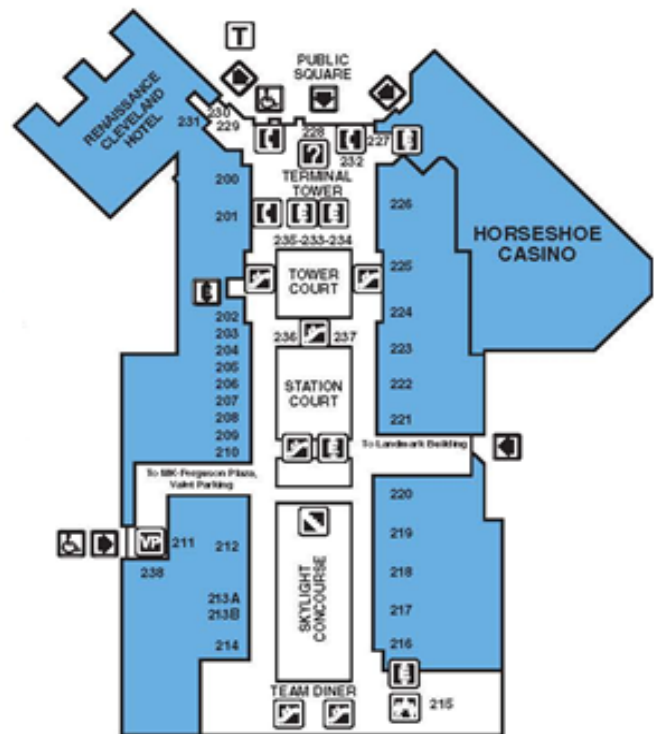 T
PUBLIC
SQUARE
RENAISSANCE
CLEVELAND
HOTEL
231
230
229
228
?
232
227
TERMINAL
TOWER
200
201
226
235-233-234
HORSESHOE
CASINO
TOWER
COURT
225
202
203
204
205
206
207
208
209
210
236
237
224
223
222
221
STATION
COURT
To Landmark Building
To MK-Ferguson Plaza,
Valet Parking
VP
211
238
212
213A
213B
214
220
219
218
217
216
SKYLIGHT
CONCOURSE
TEAM DINER
215